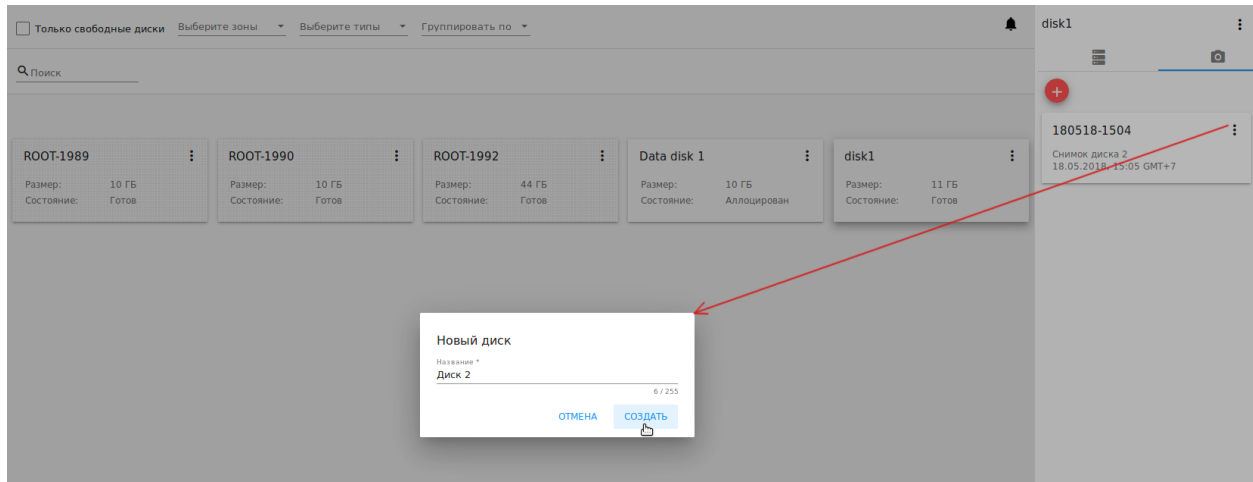 Только свободные диски Выберите зоны Выберите типы Группировать по
Поиск
ROOT-1989
Размер: 10 ГБ
Состояние: Готов
ROOT-1990
Размер: 10 ГБ
Состояние: Готов
ROOT-1992
Размер: 44 ГБ
Состояние: Готов
Data disk 1
Размер: 10 ГБ
Состояние: Аллоцирован
disk1
Размер: 11 ГБ
Состояние: Готов
disk1
180518-1504
Снимок диска 2
18.05.2018, 15:05 GMT+7
Новый диск
Название *
Диск 2
6 / 255
ОТМЕНА СОЗДАТЬ